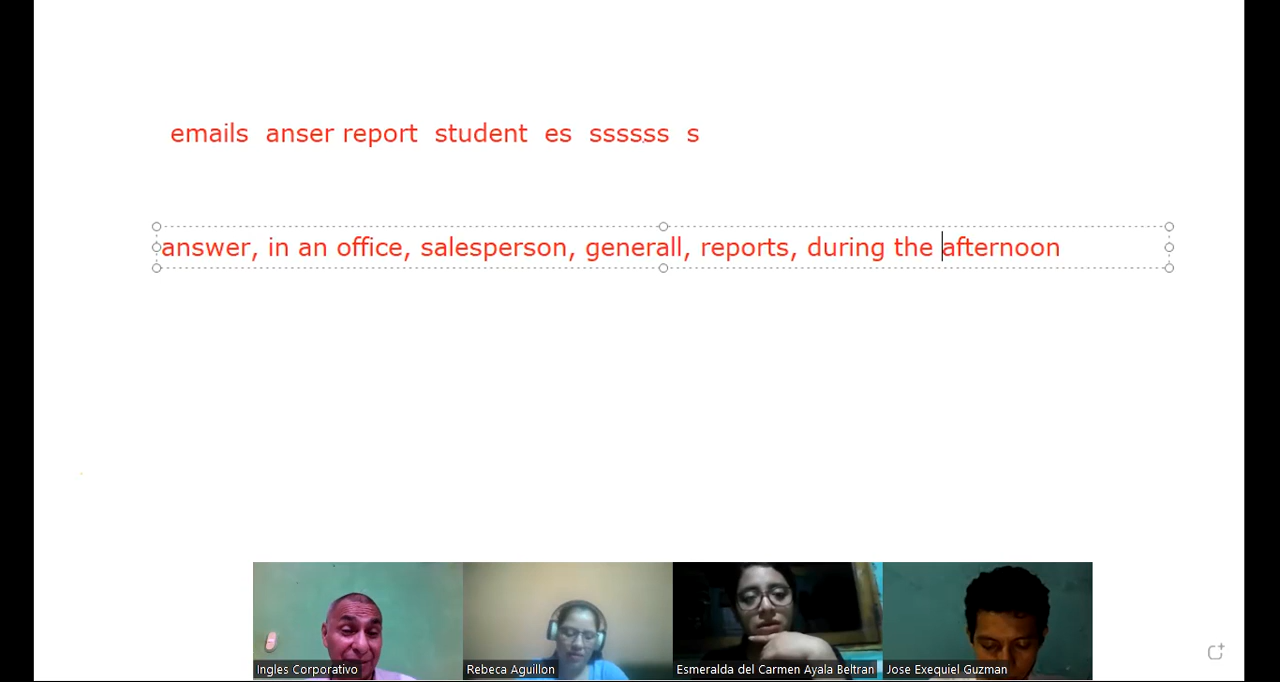 emails anser report student es ssssss s
answer, in an office, salesperson, generall, reports, during the afternoon
Ingles Corporativo
Rebeca Aguillon
Esmeralda del Carmen Ayala Beltran
Jose Exequiel Guzman